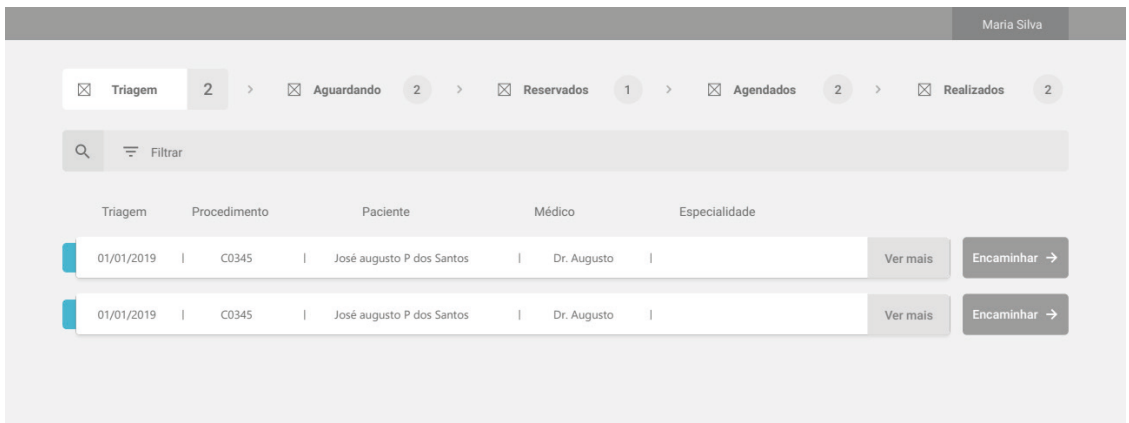 Maria Silva
Triagem 2 > Aguardando 2 > Reservados 1 > Agendados 2 > Realizados 2
Filtrar
Triagem Procedimento Paciente Médico Especialidade
01/01/2019 | C0345 | José augusto P dos Santos | Dr. Augusto | Ver mais Encaminhar →
01/01/2019 | C0345 | José augusto P dos Santos | Dr. Augusto | Ver mais Encaminhar →